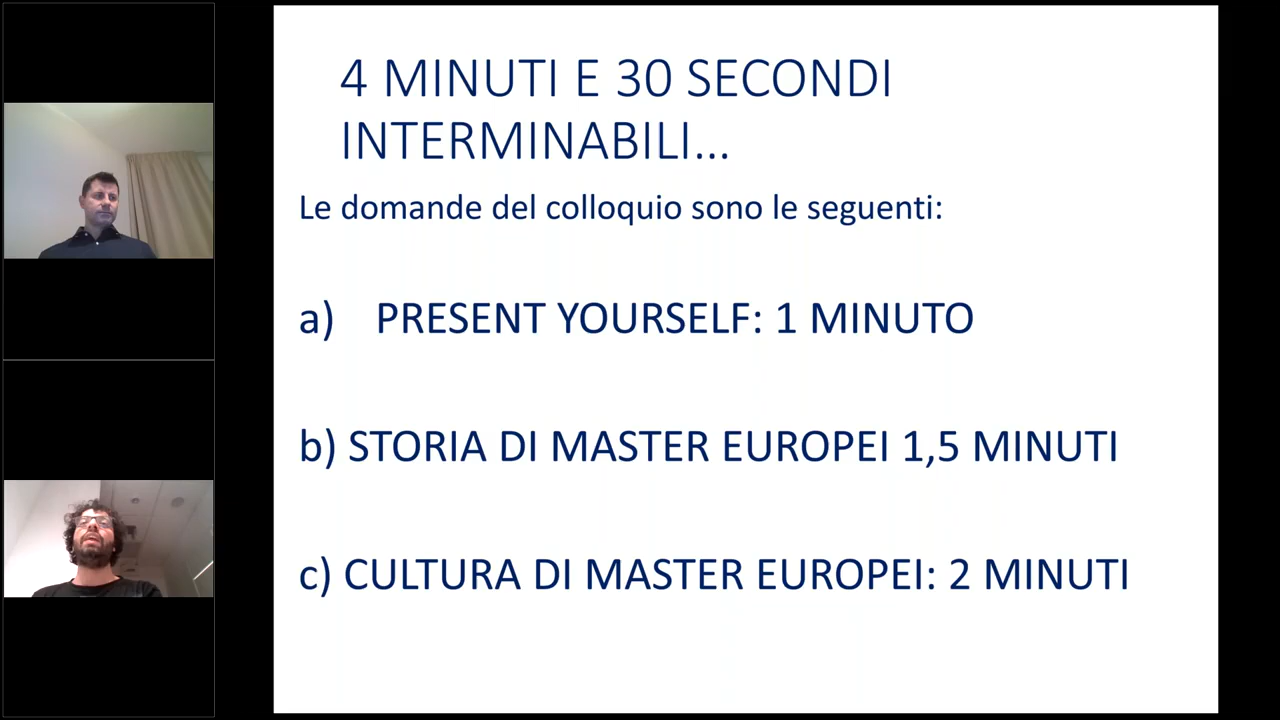 4 MINUTI E 30 SECONDI
INTERMINABILI...
Le domande del colloquio sono le seguenti:
a) PRESENT YOURSELF: 1 MINUTO
b) STORIA DI MASTER EUROPEI 1,5 MINUTI
c) CULTURA DI MASTER EUROPEI: 2 MINUTI